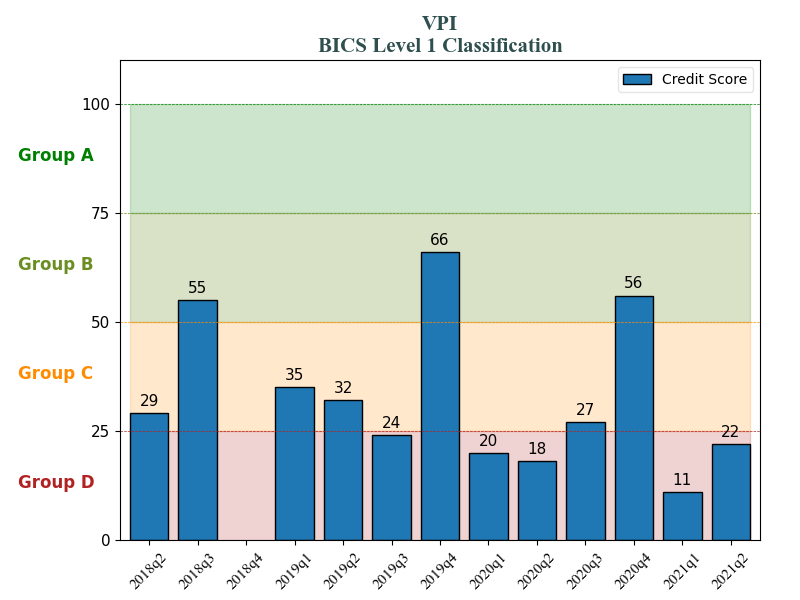 VPI
BICS Level 1 Classification
Credit Score
100
Group A
75
66
Group B
55
56
50
Group C
35
32
29
27
25
24
22
20
18
Group D
11
0
2018q2 2018q3 2018q4 2019q1 2019q2 2019q3 2019q4 2020q1 2020q2 2020q3 2020q4 2021q1 2021q2